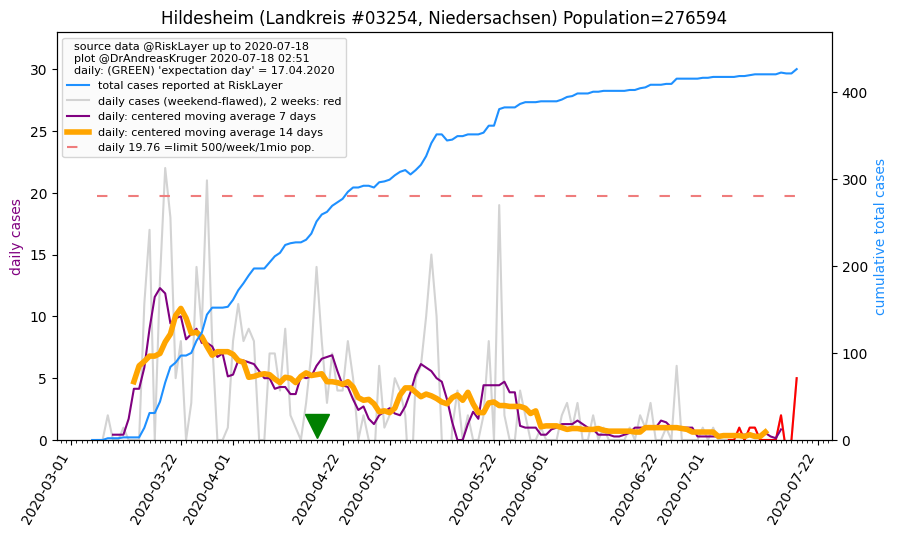 Hildesheim (Landkreis #03254, Niedersachsen) Population=276594
source data @RiskLayer up to 2020-07-18
plot @DrAndreasKruger 2020-07-18 02:51
daily: (GREEN) 'expectation day' = 17.04.2020
total cases reported at RiskLayer
daily cases (weekend-flawed), 2 weeks: red
daily: centered moving average 7 days
daily: centered moving average 14 days
daily 19.76 =limit 500/week/1mio pop.
daily cases
30
25
20
15
10
5
0
400
300
200
100
0
cumulative total cases
2020-03-01
2020-03-22
2020-04-01
2020-04-22
2020-05-01
2020-05-22
2020-06-01
2020-06-22
2020-07-01
2020-07-22